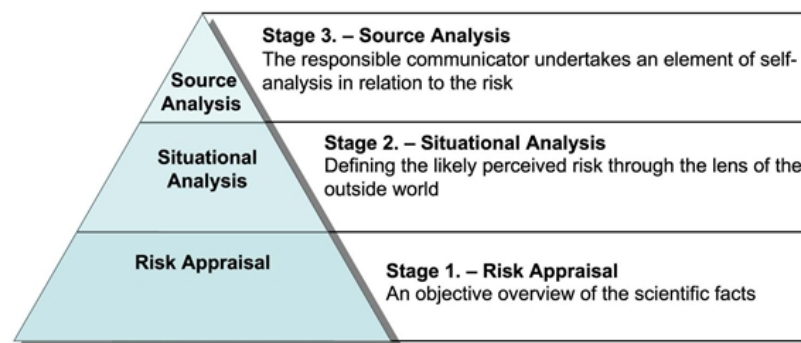 Stage 3. – Source Analysis
The responsible communicator undertakes an element of self-
analysis in relation to the risk
Source
Analysis
Stage 2. – Situational Analysis
Defining the likely perceived risk through the lens of the
outside world
Situational
Analysis
Risk Appraisal
Stage 1. – Risk Appraisal
An objective overview of the scientific facts